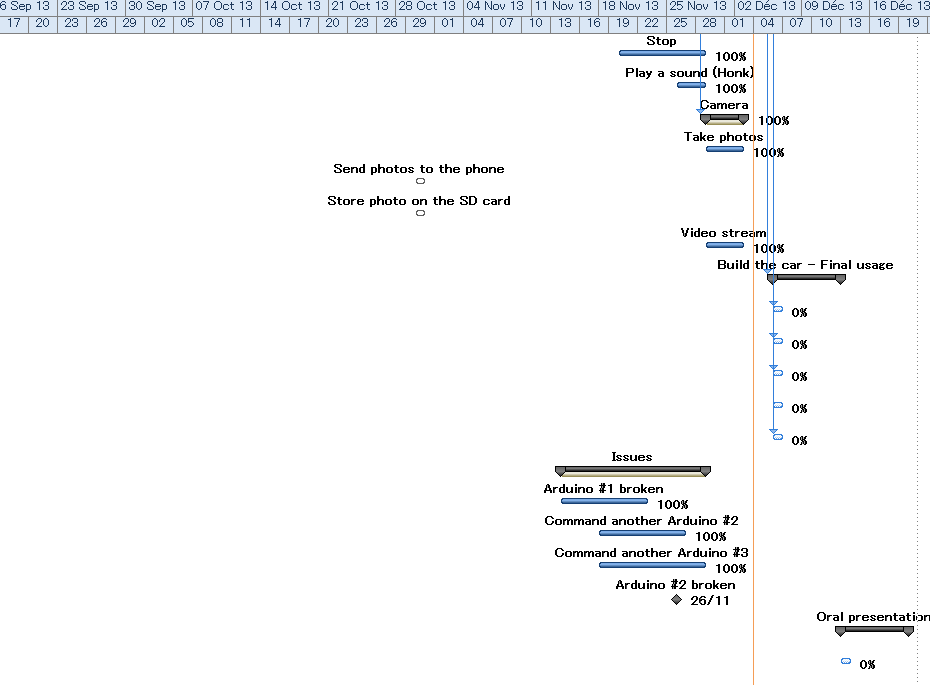 6 Sep 13 23 Sep 13 30 Sep 13 07 Oct 13 14 Oct 13 21 Oct 13 28 Oct 13 04 Nov 13 11 Nov 13 18 Nov 13 25 Nov 13 02 Déc 13 09 Déc 13 16 Déc 13
17 20 23 26 29 02 05 08 11 14 17 20 23 26 29 01 04 07 10 13 16 19 22 25 28 01 04 07 10 13 16 19
Stop
100%
Play a sound (Honk)
100%
Camera
100%
Take photos
100%
Send photos to the phone
Store photo on the SD card
Video stream
100%
Build the car - Final usage
0%
0%
0%
0%
0%
Issues
Arduino #1 broken
100%
Command another Arduino #2
100%
Command another Arduino #3
100%
Arduino #2 broken
26/11
Oral presentation
0%